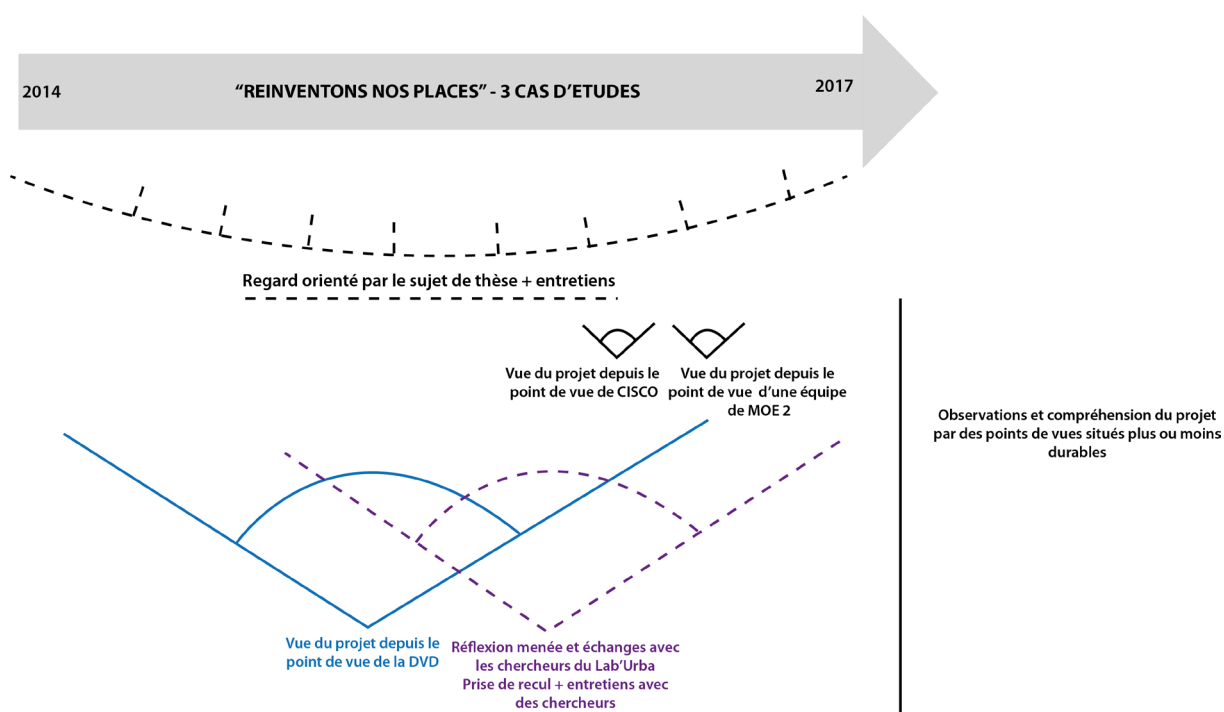 2014
“REINVENTONS NOS PLACES” - 3 CAS D’ETUDES
2017
Regard orienté par le sujet de thèse + entretiens
Vue du projet depuis le
point de vue de CISCO
Vue du projet depuis le
point de vue d’une équipe
de MOE 2
Observations et compréhension du projet
par des points de vues situés plus ou moins
durables
Vue du projet depuis le
point de vue de la DVD
Réflexion menée et échanges avec
les chercheurs du Lab’Urba
Prise de recul + entretiens avec
des chercheurs